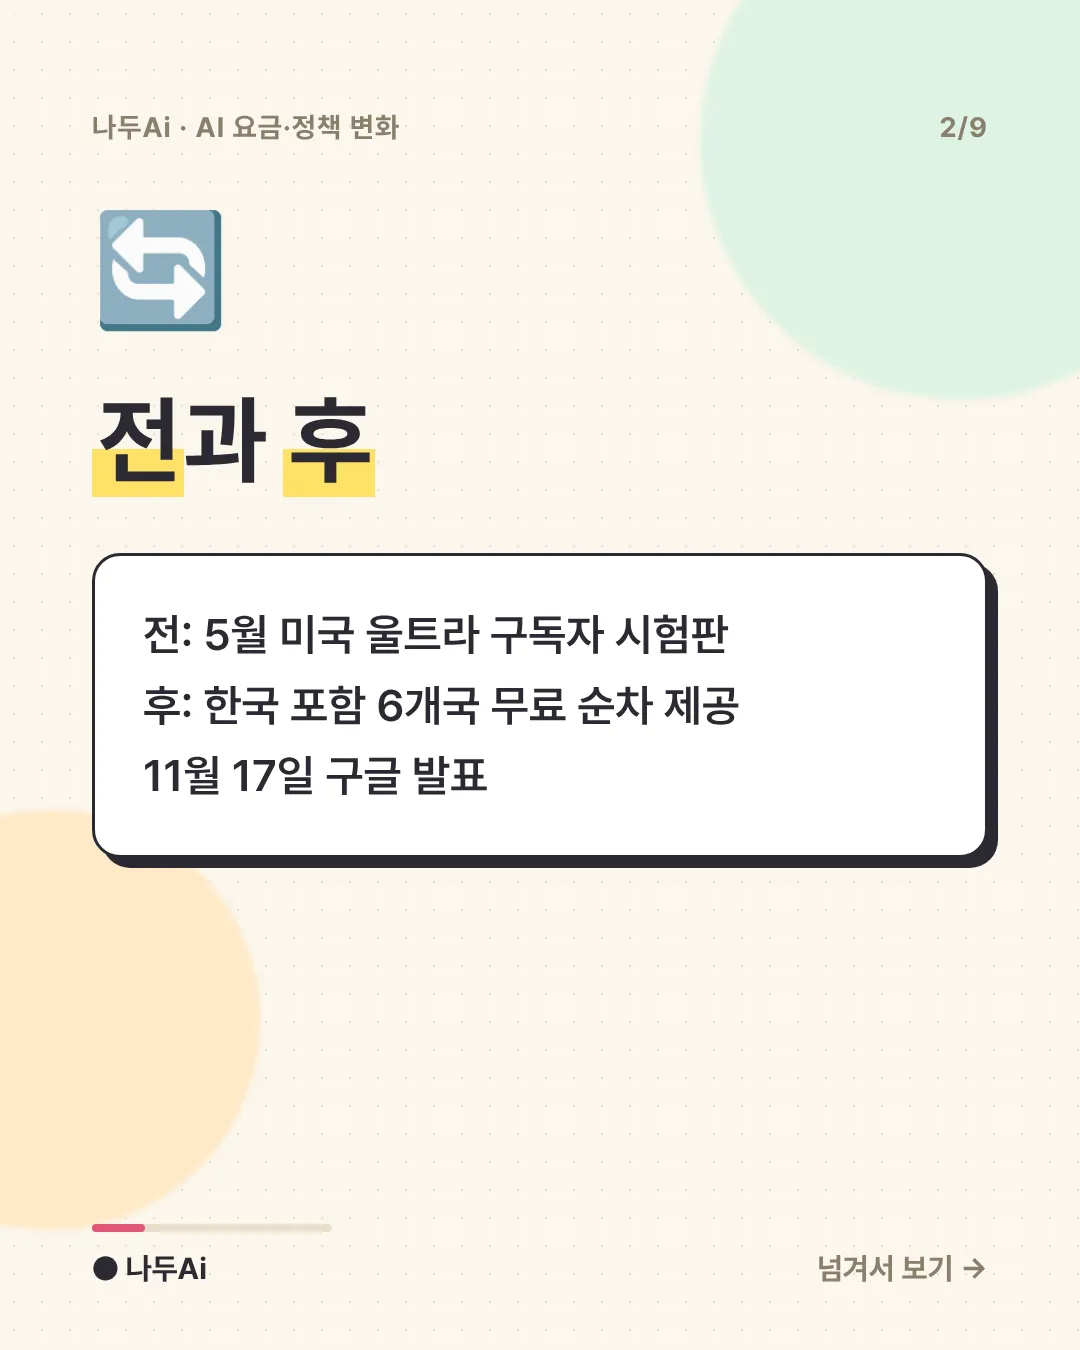 나두Ai · AI 요금·정책 변화
2/9
전과 후
전: 5월 미국 울트라 구독자 시험판
후: 한국 포함 6개국 무료 순차 제공
11월 17일 구글 발표
나두Ai
넘겨서 보기 →